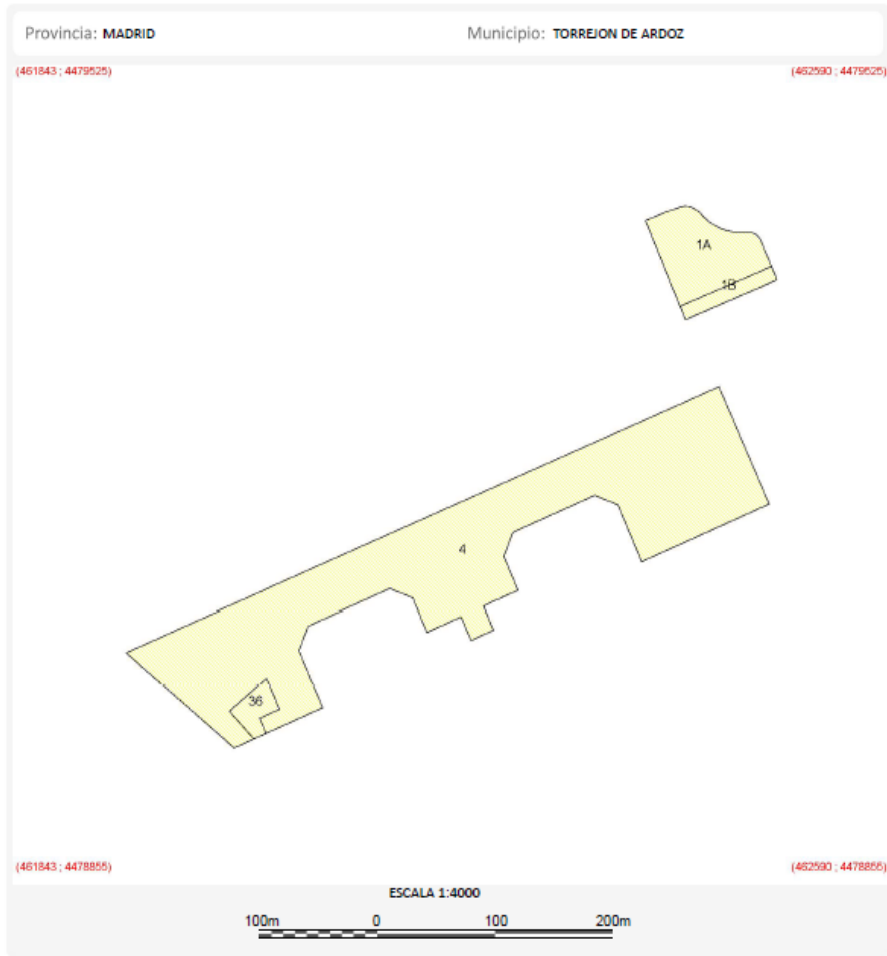 Provincia: MADRID Municipio: TORREJON DE ARDOZ
(461843 ; 4479525) (462590 ; 4479525)
1A
1B
4
36
(461843 ; 4478855) (462590 ; 4478855)
ESCALA 1:4000
100m 0 100 200m